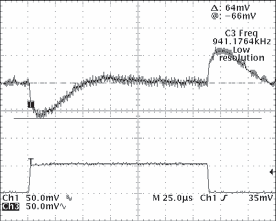 Δ: 64mV
@: −66mV
C3 Freq
941.1764kHz
Low
resolution
T
Ch1 50.0mV
Ch3 50.0mV
M 25.0µs Ch1 35mV